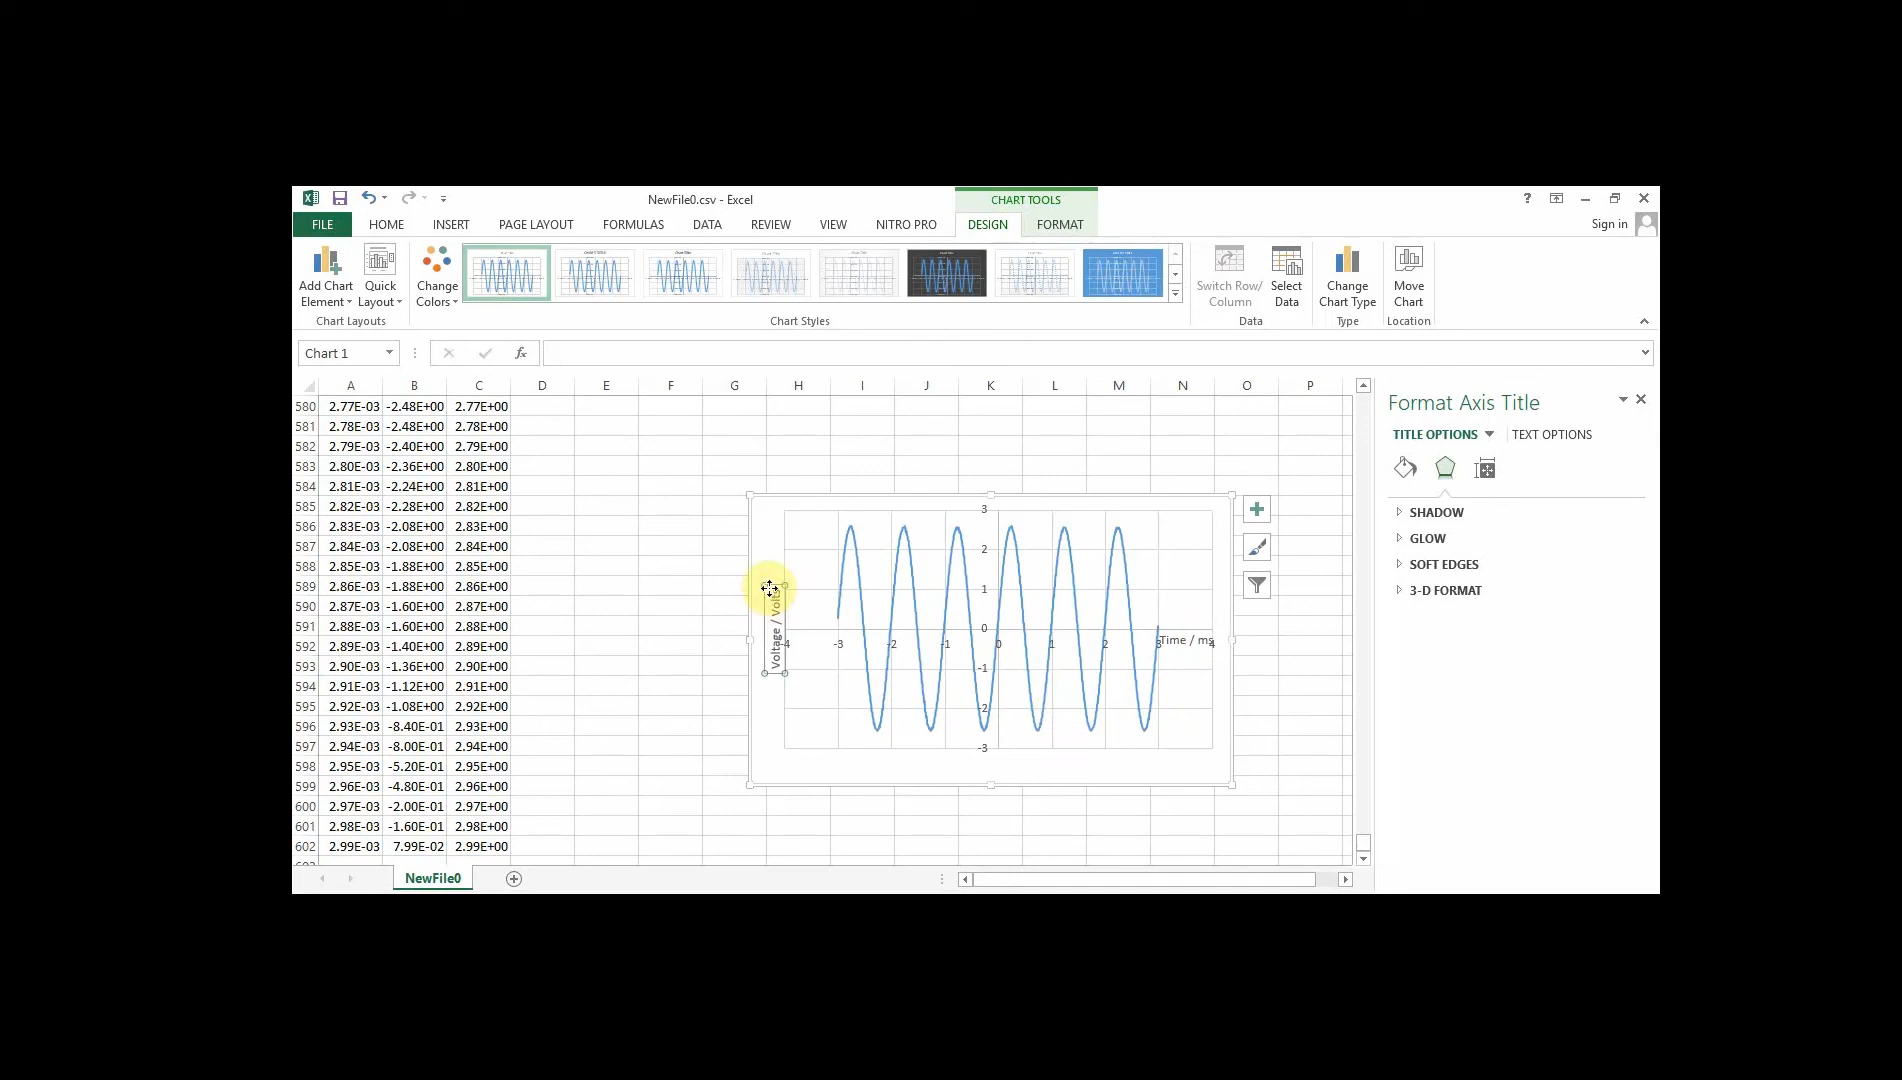 NewFile0.csv - Excel
CHART TOOLS
?
FILE HOME INSERT PAGE LAYOUT FORMULAS DATA REVIEW VIEW NITRO PRO DESIGN FORMAT Sign in
Add Chart Element
Quick Layout
Change Colors
Switch Row/ Column
Select Data
Change Chart Type
Move Chart
Chart Layouts Chart Styles Data Type Location
Chart 1 fx
A B C D E F G H I J K L M N O P
580 2.77E-03 -2.48E+00 2.77E+00
581 2.78E-03 -2.48E+00 2.78E+00
582 2.79E-03 -2.40E+00 2.79E+00
583 2.80E-03 -2.36E+00 2.80E+00
584 2.81E-03 -2.24E+00 2.81E+00
585 2.82E-03 -2.28E+00 2.82E+00
586 2.83E-03 -2.08E+00 2.83E+00
587 2.84E-03 -2.08E+00 2.84E+00
588 2.85E-03 -1.88E+00 2.85E+00
589 2.86E-03 -1.88E+00 2.86E+00
590 2.87E-03 -1.60E+00 2.87E+00
591 2.88E-03 -1.60E+00 2.88E+00
592 2.89E-03 -1.40E+00 2.89E+00
593 2.90E-03 -1.36E+00 2.90E+00
594 2.91E-03 -1.12E+00 2.91E+00
595 2.92E-03 -1.08E+00 2.92E+00
596 2.93E-03 -8.40E-01 2.93E+00
597 2.94E-03 -8.00E-01 2.94E+00
598 2.95E-03 -5.20E-01 2.95E+00
599 2.96E-03 -4.80E-01 2.96E+00
600 2.97E-03 -2.00E-01 2.97E+00
601 2.98E-03 -1.60E-01 2.98E+00
602 2.99E-03 7.99E-02 2.99E+00
3
2
1
0
-1
-2
-3
-4 -3 -2 -1 0 1 2 3 4
Voltage /
Time / ms
NewFile0
Format Axis Title
TITLE OPTIONS TEXT OPTIONS
SHADOW
GLOW
SOFT EDGES
3-D FORMAT